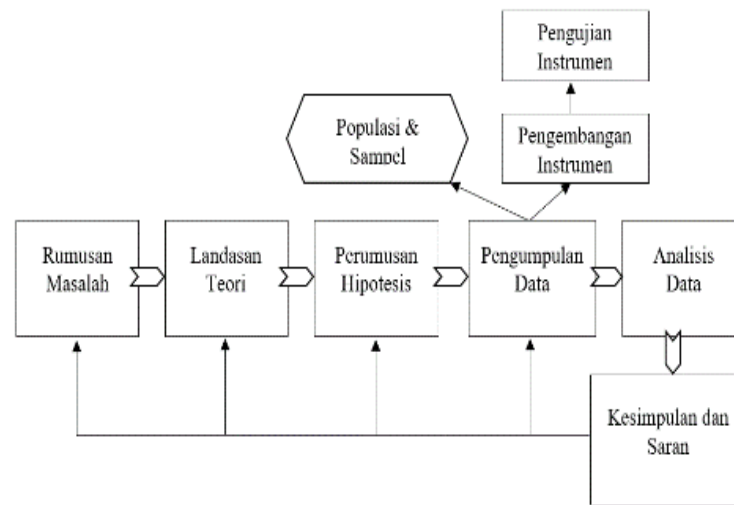 Pengujian
Instrumen
Populasi &
Sampel
Pengembangan
Instrumen
Rumusan
Masalah
Landasan
Teori
Perumusan
Hipotesis
Pengumpulan
Data
Analisis
Data
Kesimpulan dan
Saran